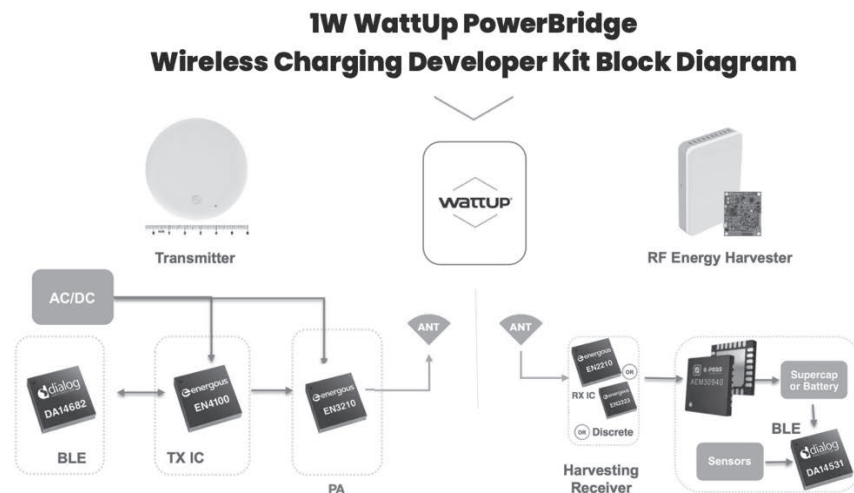 1W WattUp PowerBridge
Wireless Charging Developer Kit Block Diagram
WATTUP
Transmitter
RF Energy Harvester
AC/DC
ANT
ANT
dialog
DA14682
energous
EN4100
energous
EN3210
energous
EN2210
OR
RX IC
EN2223
OR Discrete
e-peas
AEM30940
Supercap
or Battery
BLE
dialog
DA14531
Sensors
BLE
TX IC
PA
Harvesting
Receiver